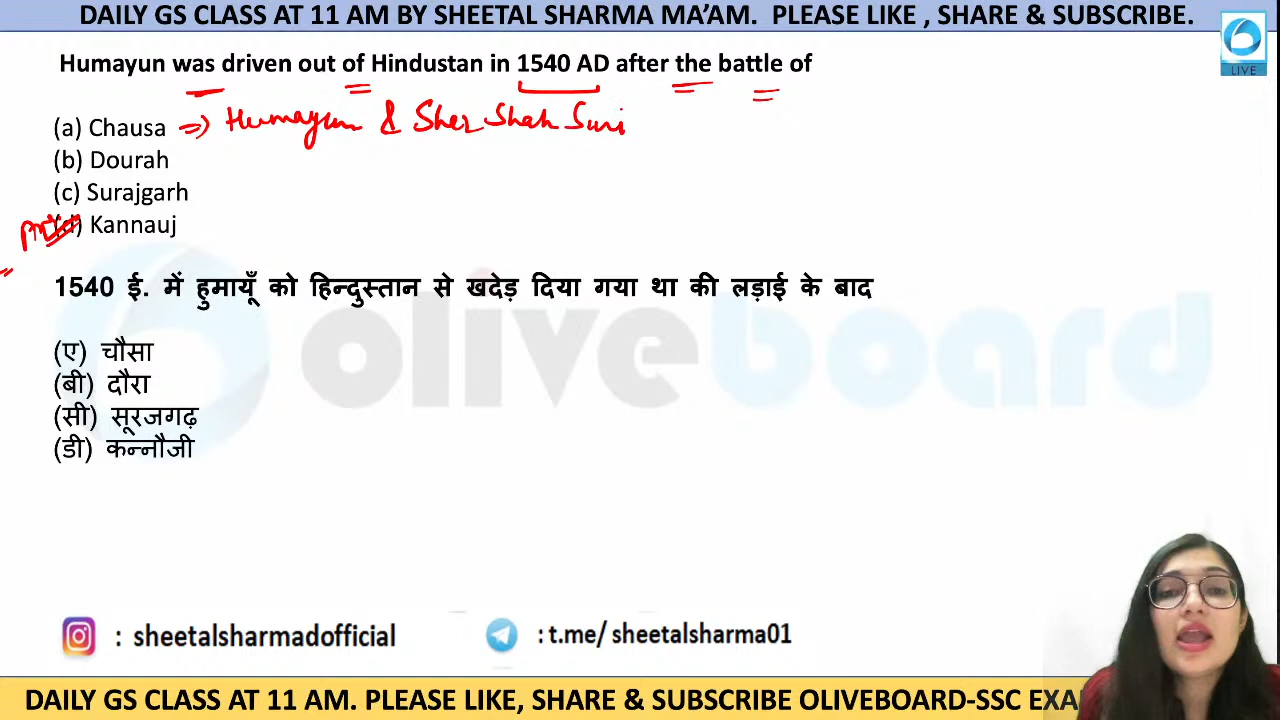 DAILY GS CLASS AT 11 AM BY SHEETAL SHARMA MA’AM. PLEASE LIKE , SHARE & SUBSCRIBE.
LIVE
Humayun was driven out of Hindustan in 1540 AD after the battle of
(a) Chausa => Humayun & Sher Shah Suri
(b) Dourah
(c) Surajgarh
(d) Kannauj
1540 ई. में हुमायूँ को हिन्दुस्तान से खदेड़ दिया गया था की लड़ाई के बाद
oliveboard
(ए) चौसा
(बी) दौरा
(सी) सूरजगढ़
(डी) कन्नौजी
: sheetalsharmadofficial
: t.me/ sheetalsharma01
DAILY GS CLASS AT 11 AM. PLEASE LIKE, SHARE & SUBSCRIBE OLIVEBOARD-SSC EXA